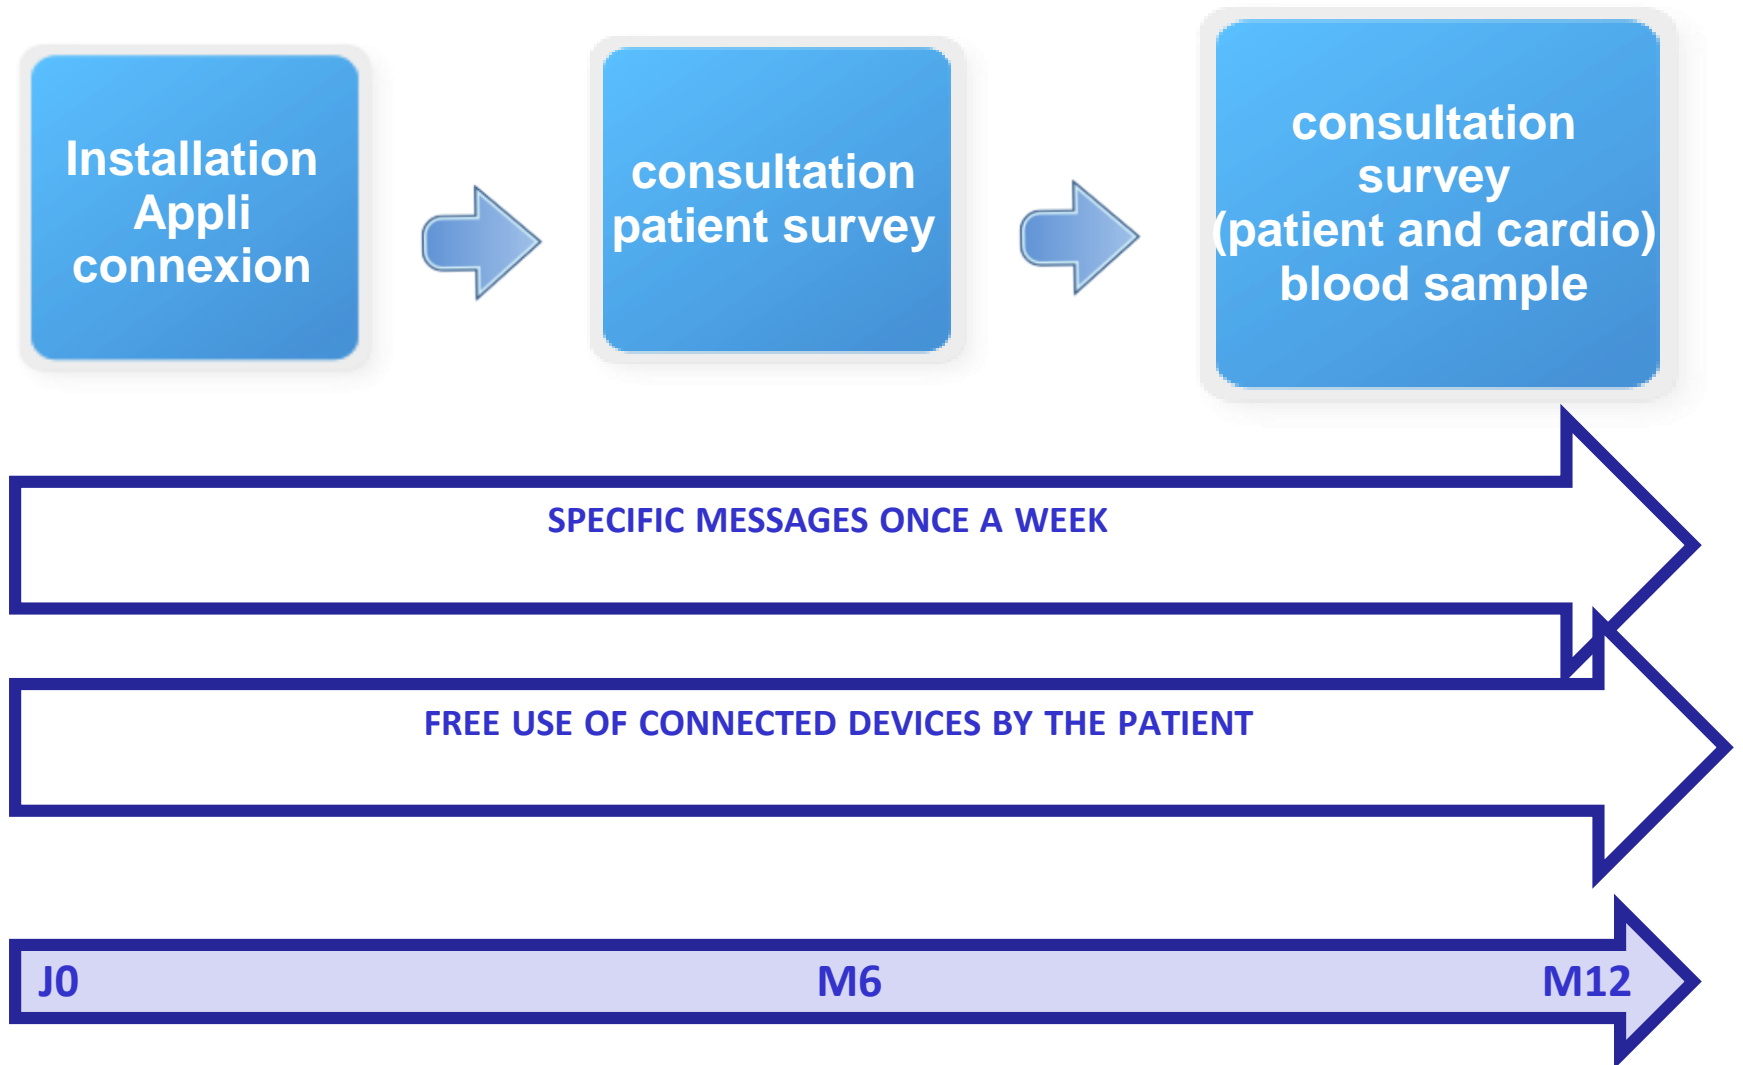 Installation
Appli
connexion
consultation
patient survey
consultation
survey
(patient and cardio)
blood sample
SPECIFIC MESSAGES ONCE A WEEK
FREE USE OF CONNECTED DEVICES BY THE PATIENT
J0 M6 M12